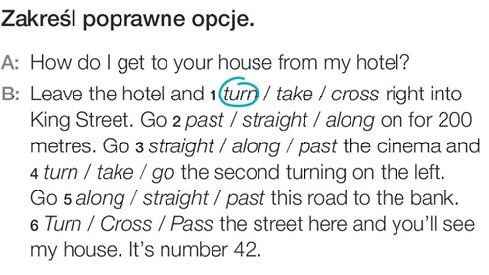 Zakreśl poprawne opcje.
A: How do I get to your house from my hotel?
B: Leave the hotel and 1 turn / take / cross right into
King Street. Go 2 past / straight / along on for 200
metres. Go 3 straight / along / past the cinema and
4 turn / take / go the second turning on the left.
Go 5 along / straight / past this road to the bank.
6 Turn / Cross / Pass the street here and you'll see
my house. It's number 42.